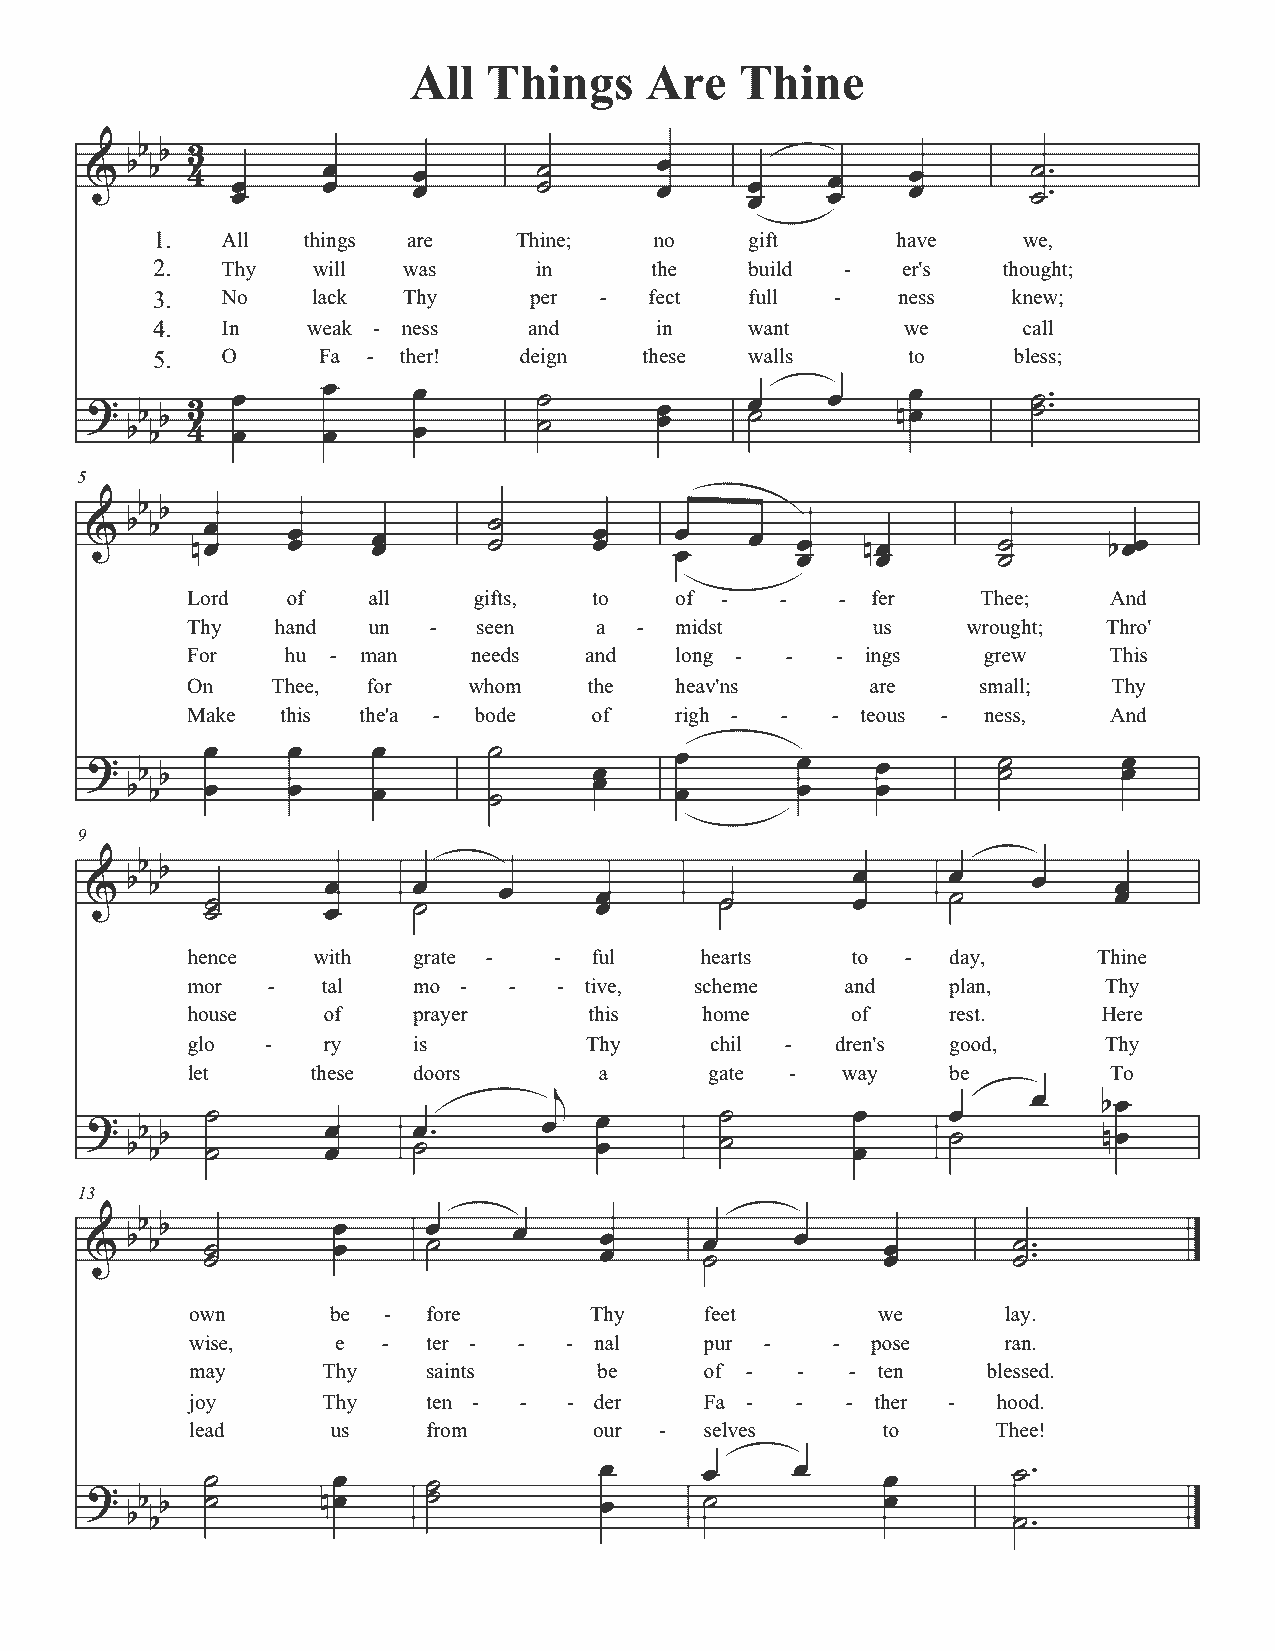 All Things Are Thine
1. All things are Thine; no gift have we,
2. Thy will was in the build - er's thought;
3. No lack Thy per - fect full - ness knew;
4. In weak - ness and in want we call
5. O Fa - ther! deign these walls to bless;
5
Lord of all gifts, to of - - - fer Thee; And
Thy hand un - seen a - midst us wrought; Thro'
For hu - man needs and long - - - ings grew This
On Thee, for whom the heav'ns are small; Thy
Make this the'a - bode of righ - - - teous - ness, And
9
hence with grate - - ful hearts to - day, Thine
mor - tal mo - - - tive, scheme and plan, Thy
house of prayer this home of rest. Here
glo - ry is Thy chil - dren's good, Thy
let these doors a gate - way be To
13
own be - fore Thy feet we lay.
wise, e - ter - - - nal pur - - pose ran.
may Thy saints be of - - - ten blessed.
joy Thy ten - - - der Fa - - - ther - hood.
lead us from our - selves to Thee!